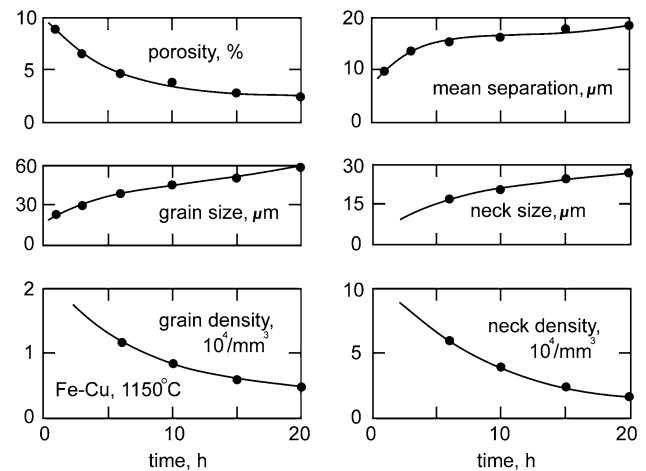 10
5
0
porosity, %
20
10
0
mean separation, µm
60
30
0
grain size, µm
30
15
0
neck size, µm
2
1
0
grain density,
10⁴/mm³
Fe-Cu, 1150°C
0 10 20
time, h
10
5
0
neck density,
10⁴/mm³
0 10 20
time, h